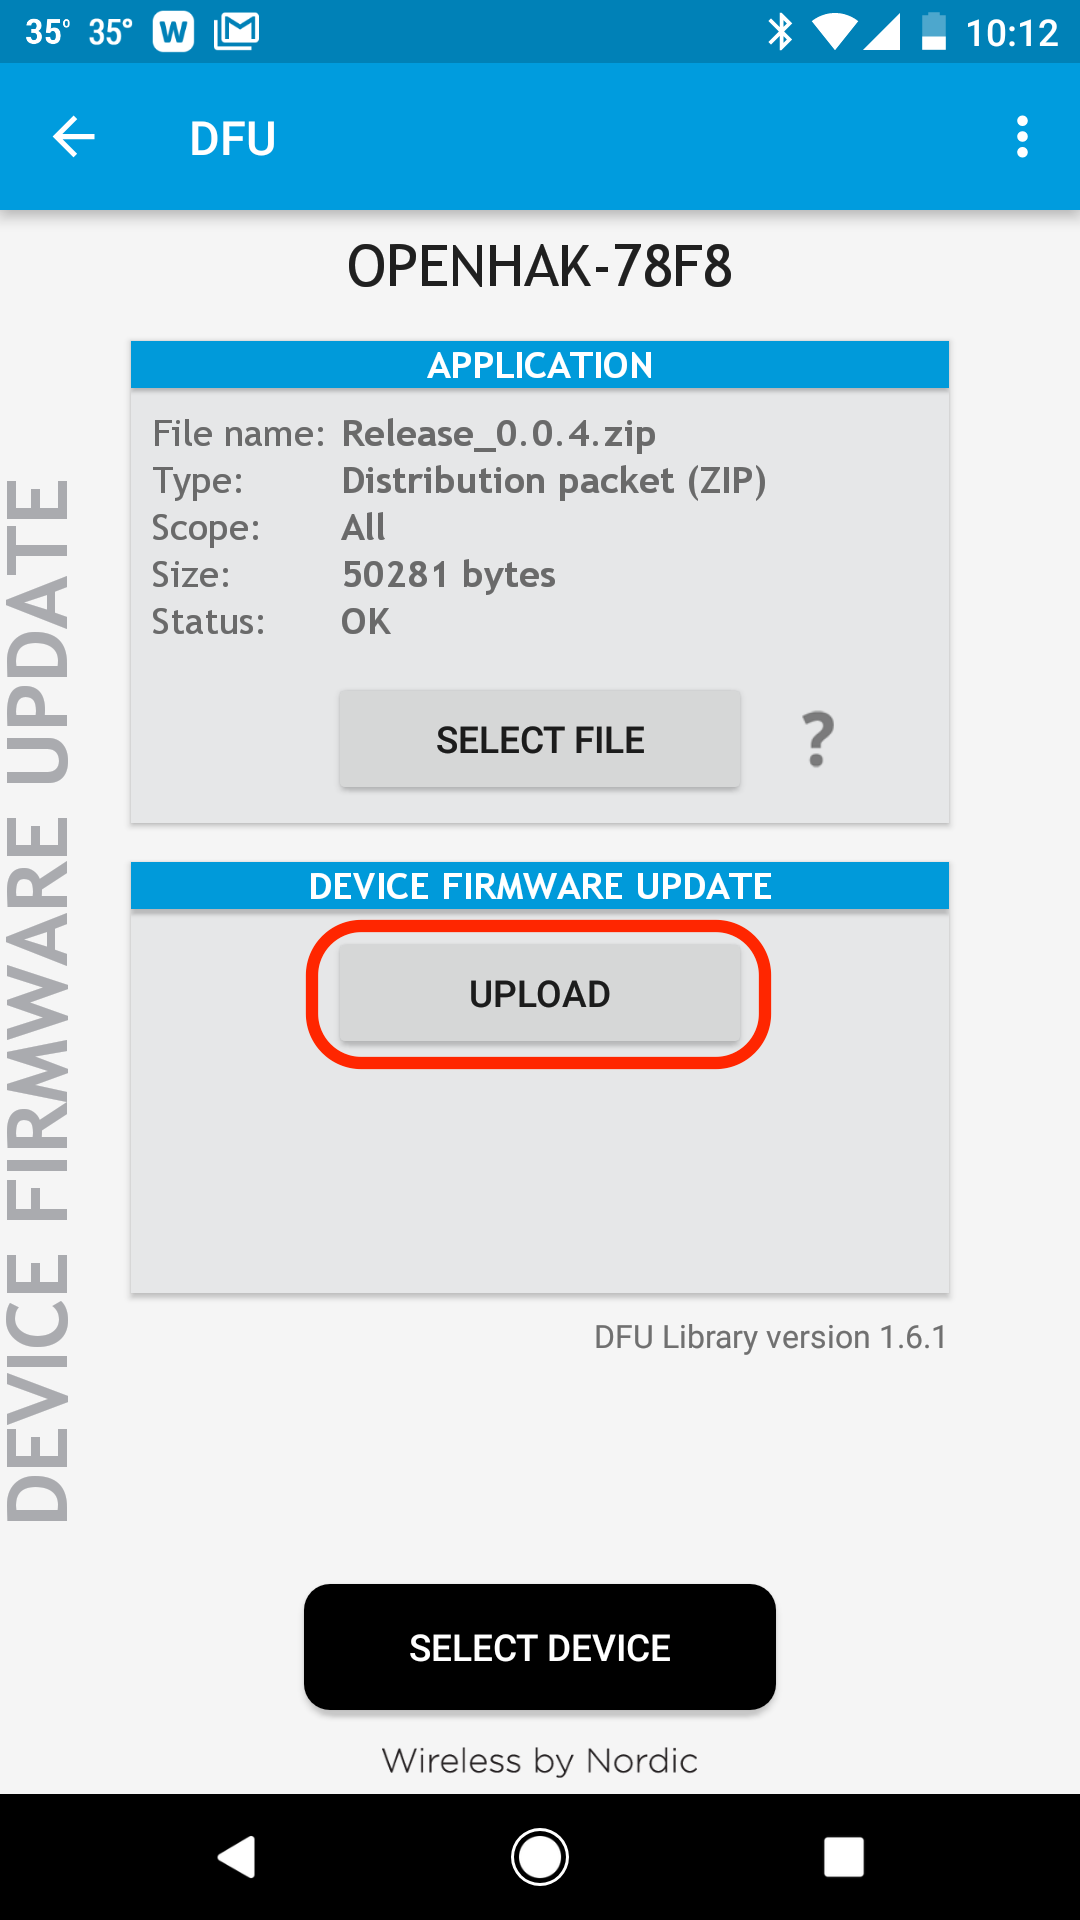 35° 35° W 10:12
DFU
OPENHAK-78F8
APPLICATION
File name: Release_0.0.4.zip
Type: Distribution packet (ZIP)
Scope: All
Size: 50281 bytes
Status: OK
SELECT FILE ?
DEVICE FIRMWARE UPDATE
UPLOAD
DFU Library version 1.6.1
DEVICE FIRMWARE UPDATE
SELECT DEVICE
Wireless by Nordic